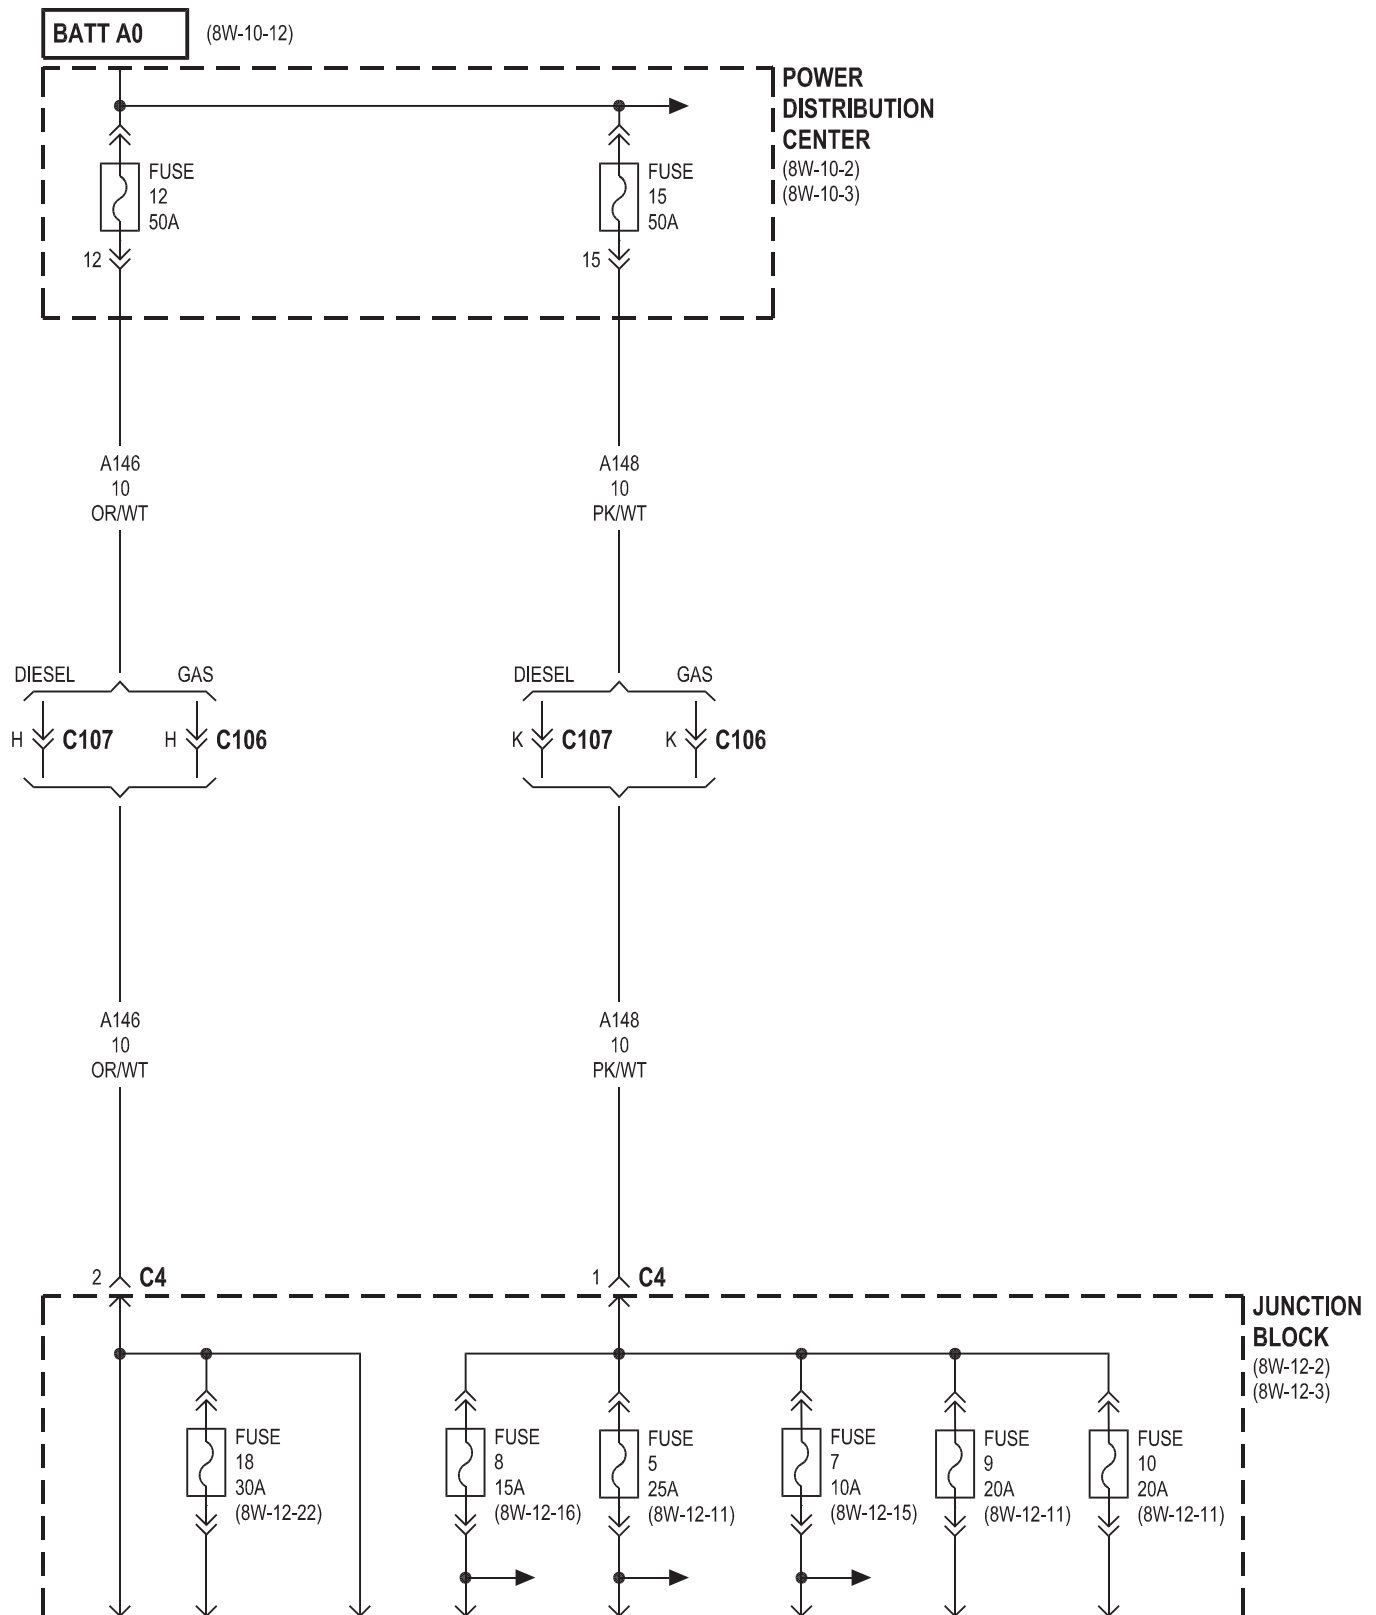 BATT A0 (8W-10-12)
POWER
DISTRIBUTION
CENTER
(8W-10-2)
(8W-10-3)
FUSE
12
50A
12
FUSE
15
50A
15
A146
10
OR/WT
A148
10
PK/WT
DIESEL GAS
H C107 H C106
DIESEL GAS
K C107 K C106
A146
10
OR/WT
A148
10
PK/WT
2 C4
1 C4
JUNCTION
BLOCK
(8W-12-2)
(8W-12-3)
FUSE
18
30A
(8W-12-22)
FUSE
8
15A
(8W-12-16)
FUSE
5
25A
(8W-12-11)
FUSE
7
10A
(8W-12-15)
FUSE
9
20A
(8W-12-11)
FUSE
10
20A
(8W-12-11)